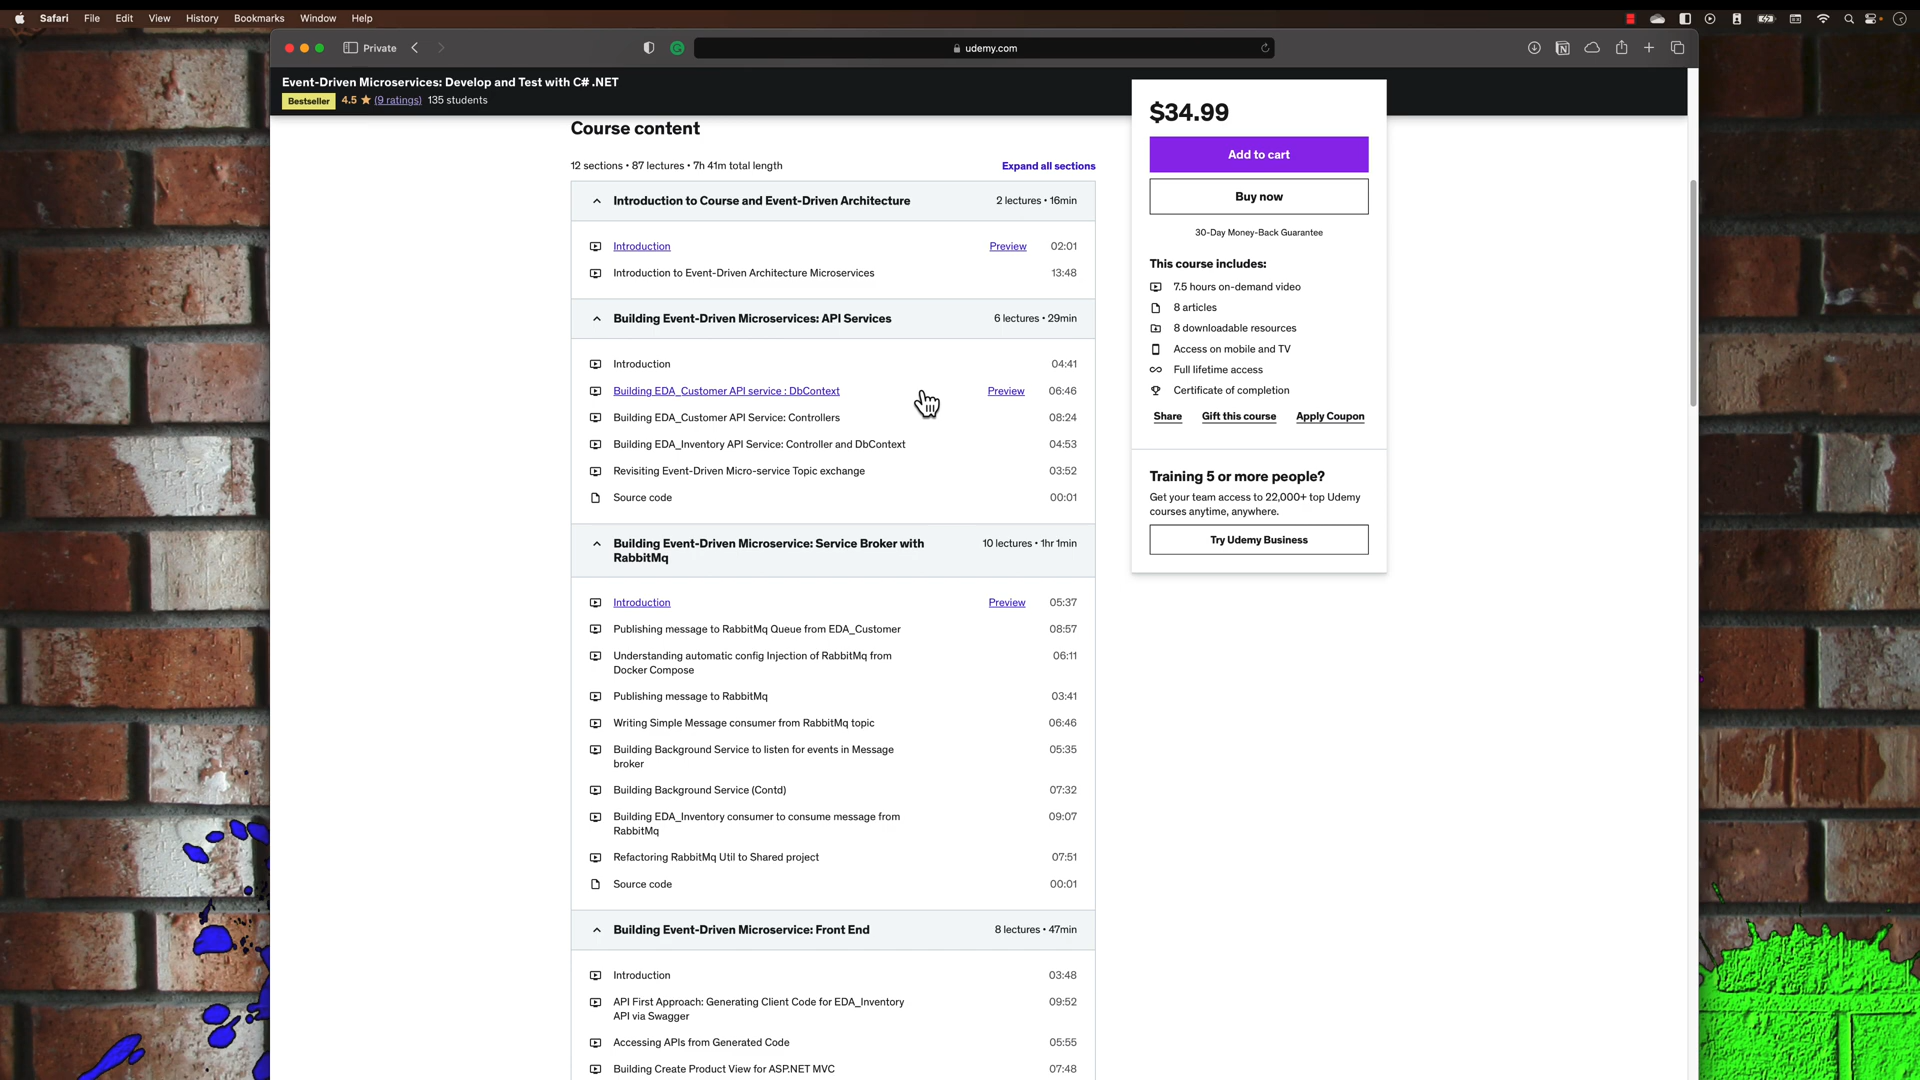 Safari File Edit View History Bookmarks Window Help
Private
udemy.com
Event-Driven Microservices: Develop and Test with C# .NET
Bestseller 4.5 (9 ratings) 135 students
Course content
12 sections • 87 lectures • 7h 41m total length Expand all sections
Introduction to Course and Event-Driven Architecture 2 lectures • 16min
Introduction Preview 02:01
Introduction to Event-Driven Architecture Microservices 13:48
Building Event-Driven Microservices: API Services 6 lectures • 29min
Introduction 04:41
Building EDA_Customer API service : DbContext Preview 06:46
Building EDA_Customer API Service: Controllers 08:24
Building EDA_Inventory API Service: Controller and DbContext 04:53
Revisiting Event-Driven Micro-service Topic exchange 03:52
Source code 00:01
Building Event-Driven Microservice: Service Broker with 10 lectures • 1hr 1min
RabbitMq
Introduction Preview 05:37
Publishing message to RabbitMq Queue from EDA_Customer 08:57
Understanding automatic config Injection of RabbitMq from 06:11
Docker Compose
Publishing message to RabbitMq 03:41
Writing Simple Message consumer from RabbitMq topic 06:46
Building Background Service to listen for events in Message 05:35
broker
Building Background Service (Contd) 07:32
Building EDA_Inventory consumer to consume message from 09:07
RabbitMq
Refactoring RabbitMq Util to Shared project 07:51
Source code 00:01
Building Event-Driven Microservice: Front End 8 lectures • 47min
Introduction 03:48
API First Approach: Generating Client Code for EDA_Inventory 09:52
API via Swagger
Accessing APIs from Generated Code 05:55
Building Create Product View for ASP.NET MVC 07:48
$34.99
Add to cart
Buy now
30-Day Money-Back Guarantee
This course includes:
7.5 hours on-demand video
8 articles
8 downloadable resources
Access on mobile and TV
Full lifetime access
Certificate of completion
Share Gift this course Apply Coupon
Training 5 or more people?
Get your team access to 22,000+ top Udemy
courses anytime, anywhere.
Try Udemy Business